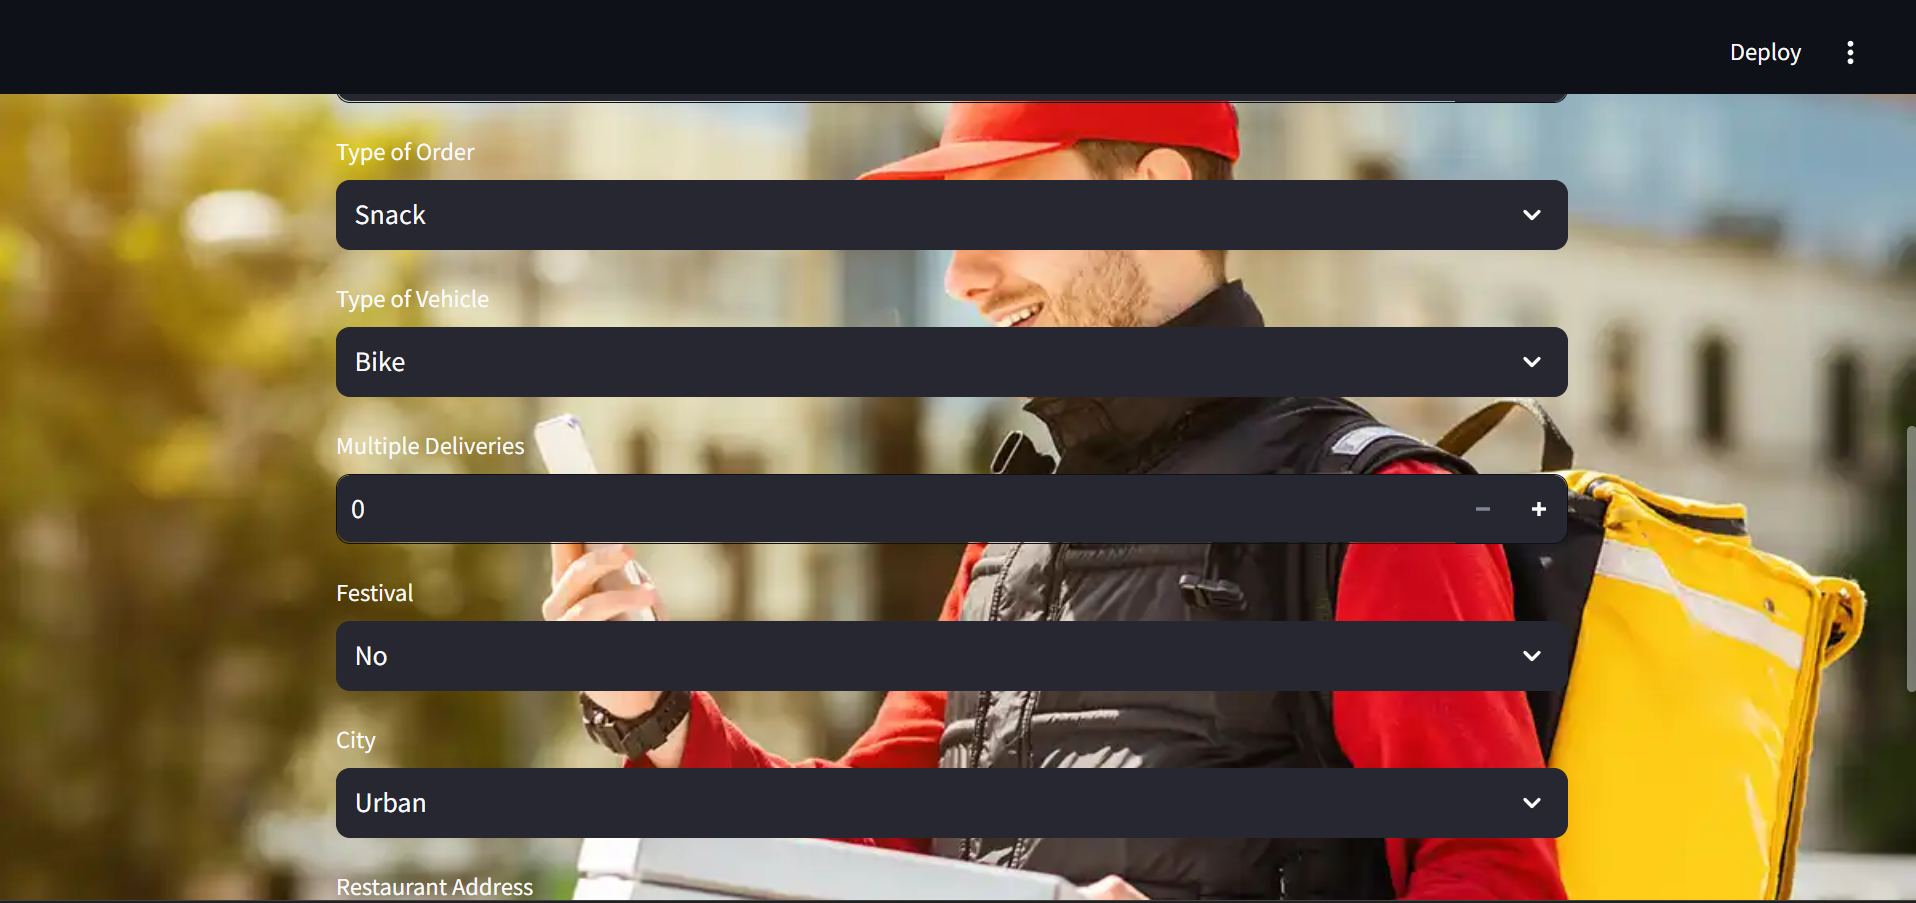 Deploy
Type of Order
Snack
Type of Vehicle
Bike
Multiple Deliveries
0
Festival
No
City
Urban
Restaurant Address